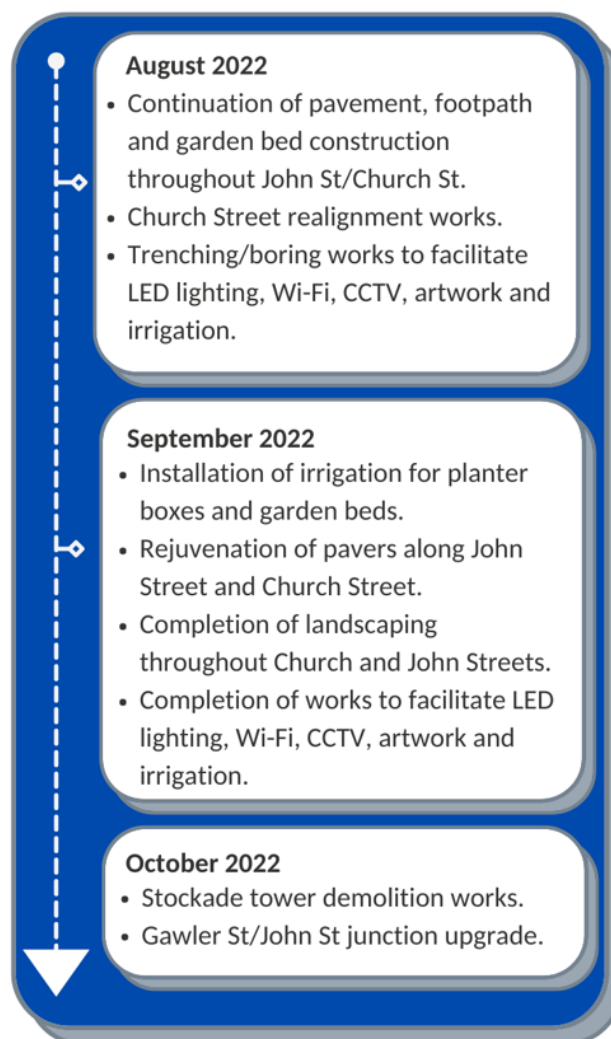 August 2022
• Continuation of pavement, footpath
and garden bed construction
throughout John St/Church St.
• Church Street realignment works.
• Trenching/boring works to facilitate
LED lighting, Wi-Fi, CCTV, artwork and
irrigation.
September 2022
• Installation of irrigation for planter
boxes and garden beds.
• Rejuvenation of pavers along John
Street and Church Street.
• Completion of landscaping
throughout Church and John Streets.
• Completion of works to facilitate LED
lighting, Wi-Fi, CCTV, artwork and
irrigation.
October 2022
• Stockade tower demolition works.
• Gawler St/John St junction upgrade.